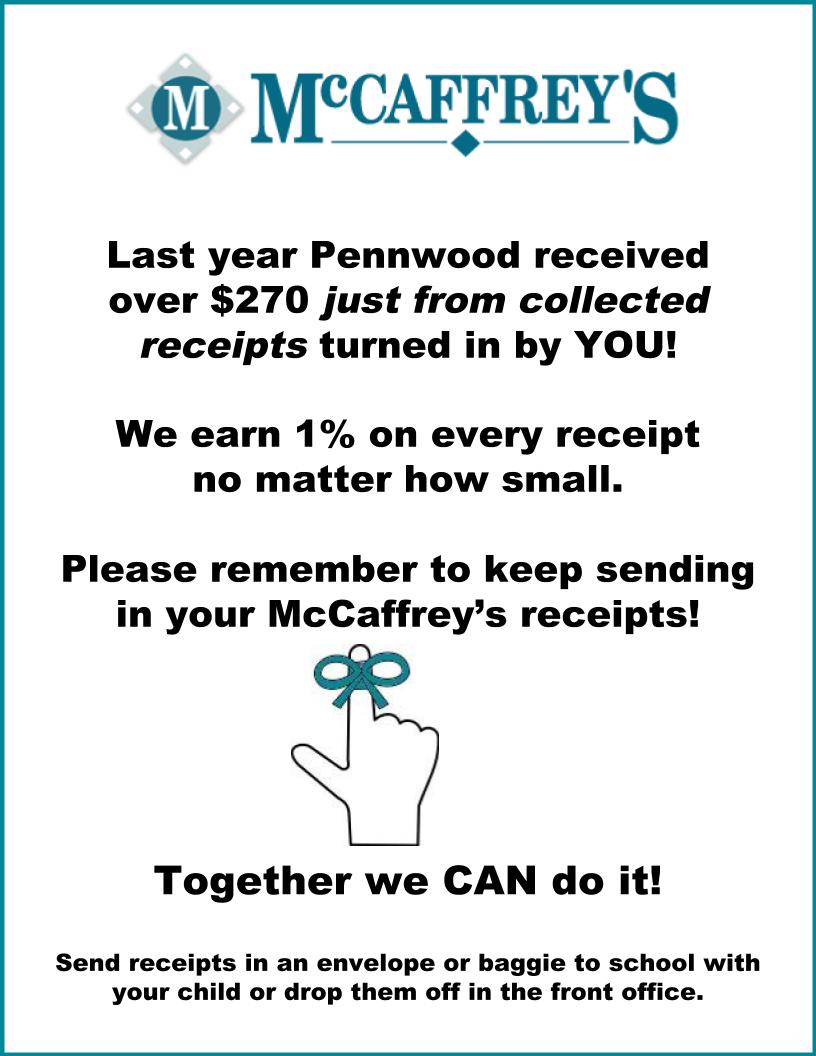 M McCAFFREY'S
Last year Pennwood received
over $270 just from collected
receipts turned in by YOU!
We earn 1% on every receipt
no matter how small.
Please remember to keep sending
in your McCaffrey’s receipts!
Together we CAN do it!
Send receipts in an envelope or baggie to school with
your child or drop them off in the front office.